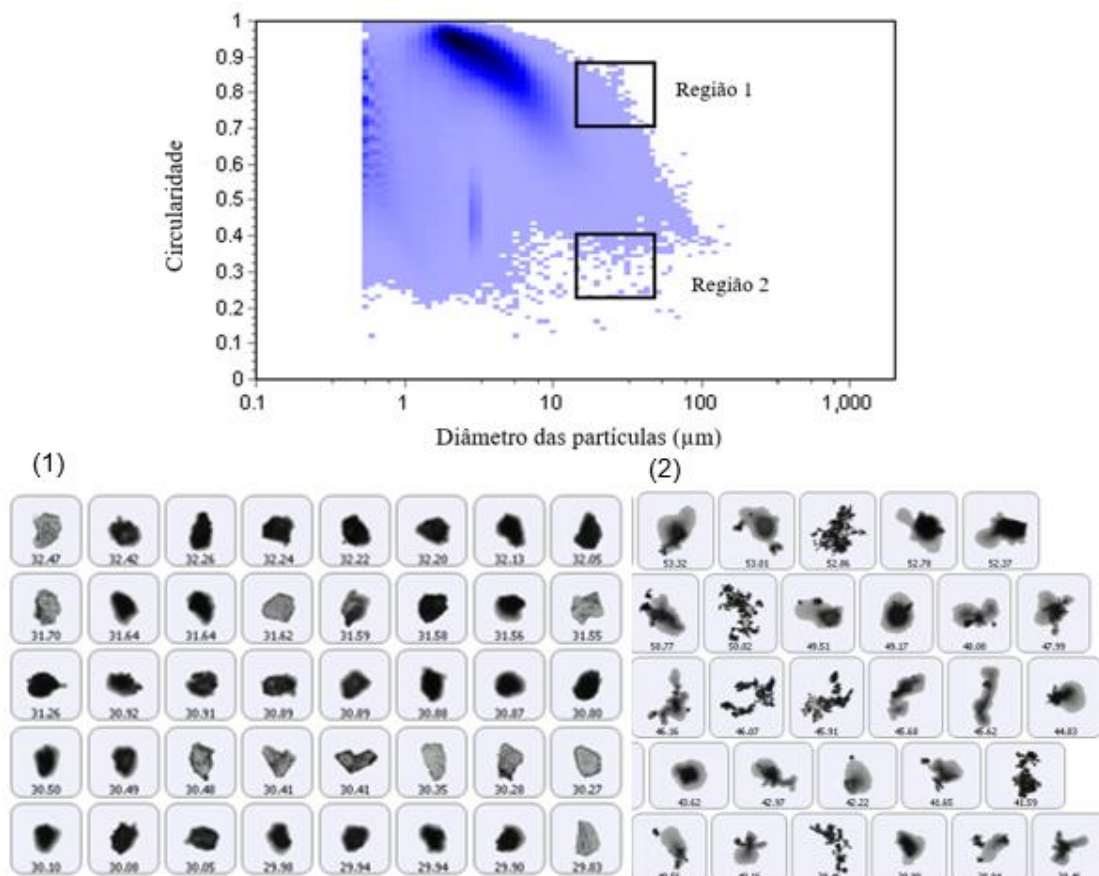 1
0.9
0.8
0.7
0.6
0.5
0.4
0.3
0.2
0.1
0
Circularidade
Região 1
Região 2
0.1 1 10 100 1,000
Diâmetro das partículas (µm)
(1)
32.47 32.42 32.26 32.24 32.22 32.20 32.13 32.05
31.70 31.64 31.64 31.62 31.59 31.58 31.56 31.55
31.26 30.92 30.91 30.89 30.89 30.88 30.87 30.80
30.50 30.49 30.48 30.41 30.41 30.35 30.28 30.27
30.10 30.08 30.05 29.98 29.94 29.94 29.90 29.83
(2)
53.32 53.01 52.86 52.78 52.37
50.77 50.02 49.51 49.17 48.08 47.99
46.16 46.07 45.91 45.68 45.62 44.83
43.62 42.97 42.22 41.65 41.59